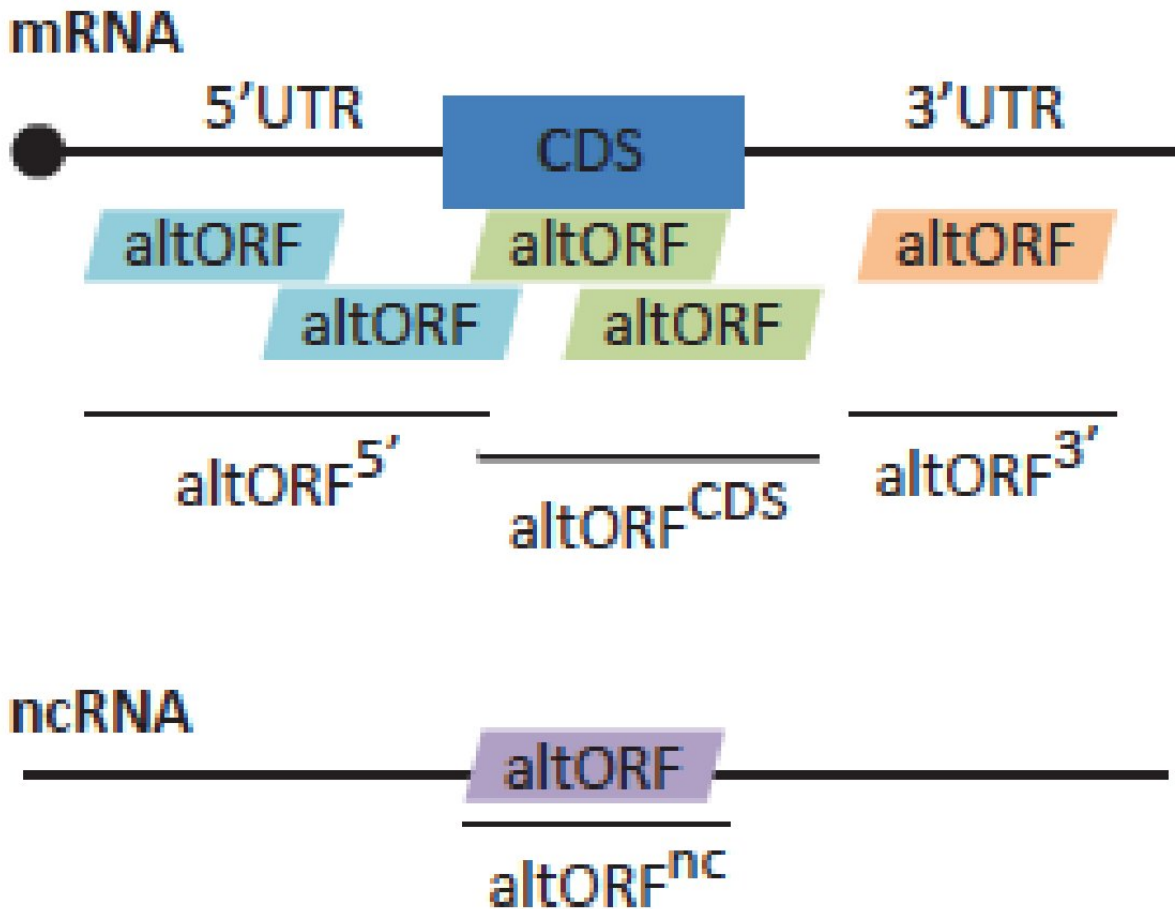 mRNA
5′UTR CDS 3′UTR
altORF altORF altORF
altORF altORF
altORF5′ altORFCDS altORF3′
ncRNA
altORF
altORFnc